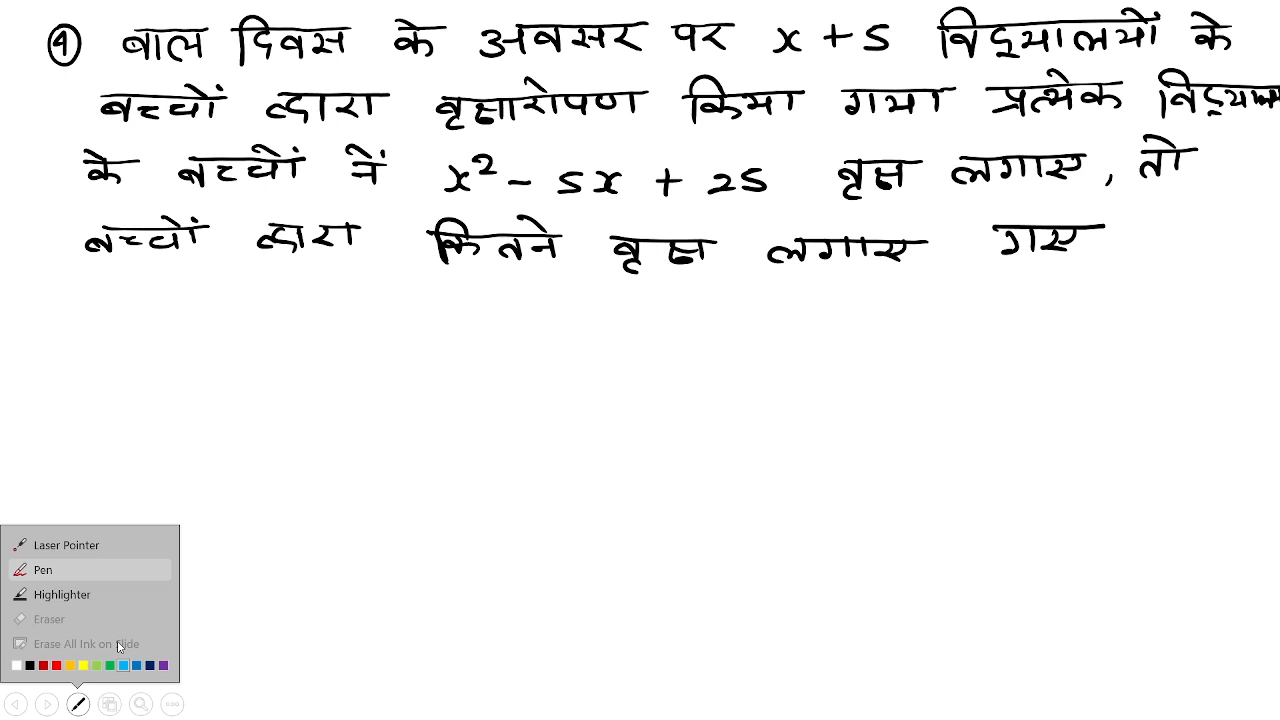 ④ बाल दिवस के अवसर पर x + 5 विद्यालयों के
बच्चों द्वारा वृक्षारोपण किया गया प्रत्येक विद्यालय
के बच्चों नें x² - 5x + 25 वृक्ष लगाए, तो
बच्चों द्वारा कितने वृक्ष लगाए गए
Laser Pointer
Pen
Highlighter
Eraser
Erase All Ink on Slide